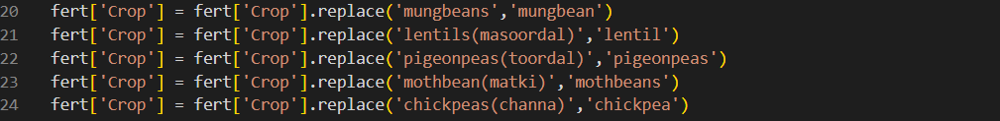 20 fert['Crop'] = fert['Crop'].replace('mungbeans','mungbean')
21 fert['Crop'] = fert['Crop'].replace('lentils(masoordal)','lentil')
22 fert['Crop'] = fert['Crop'].replace('pigeonpeas(toordal)','pigeonpeas')
23 fert['Crop'] = fert['Crop'].replace('mothbean(matki)','mothbeans')
24 fert['Crop'] = fert['Crop'].replace('chickpeas(channa)','chickpea')